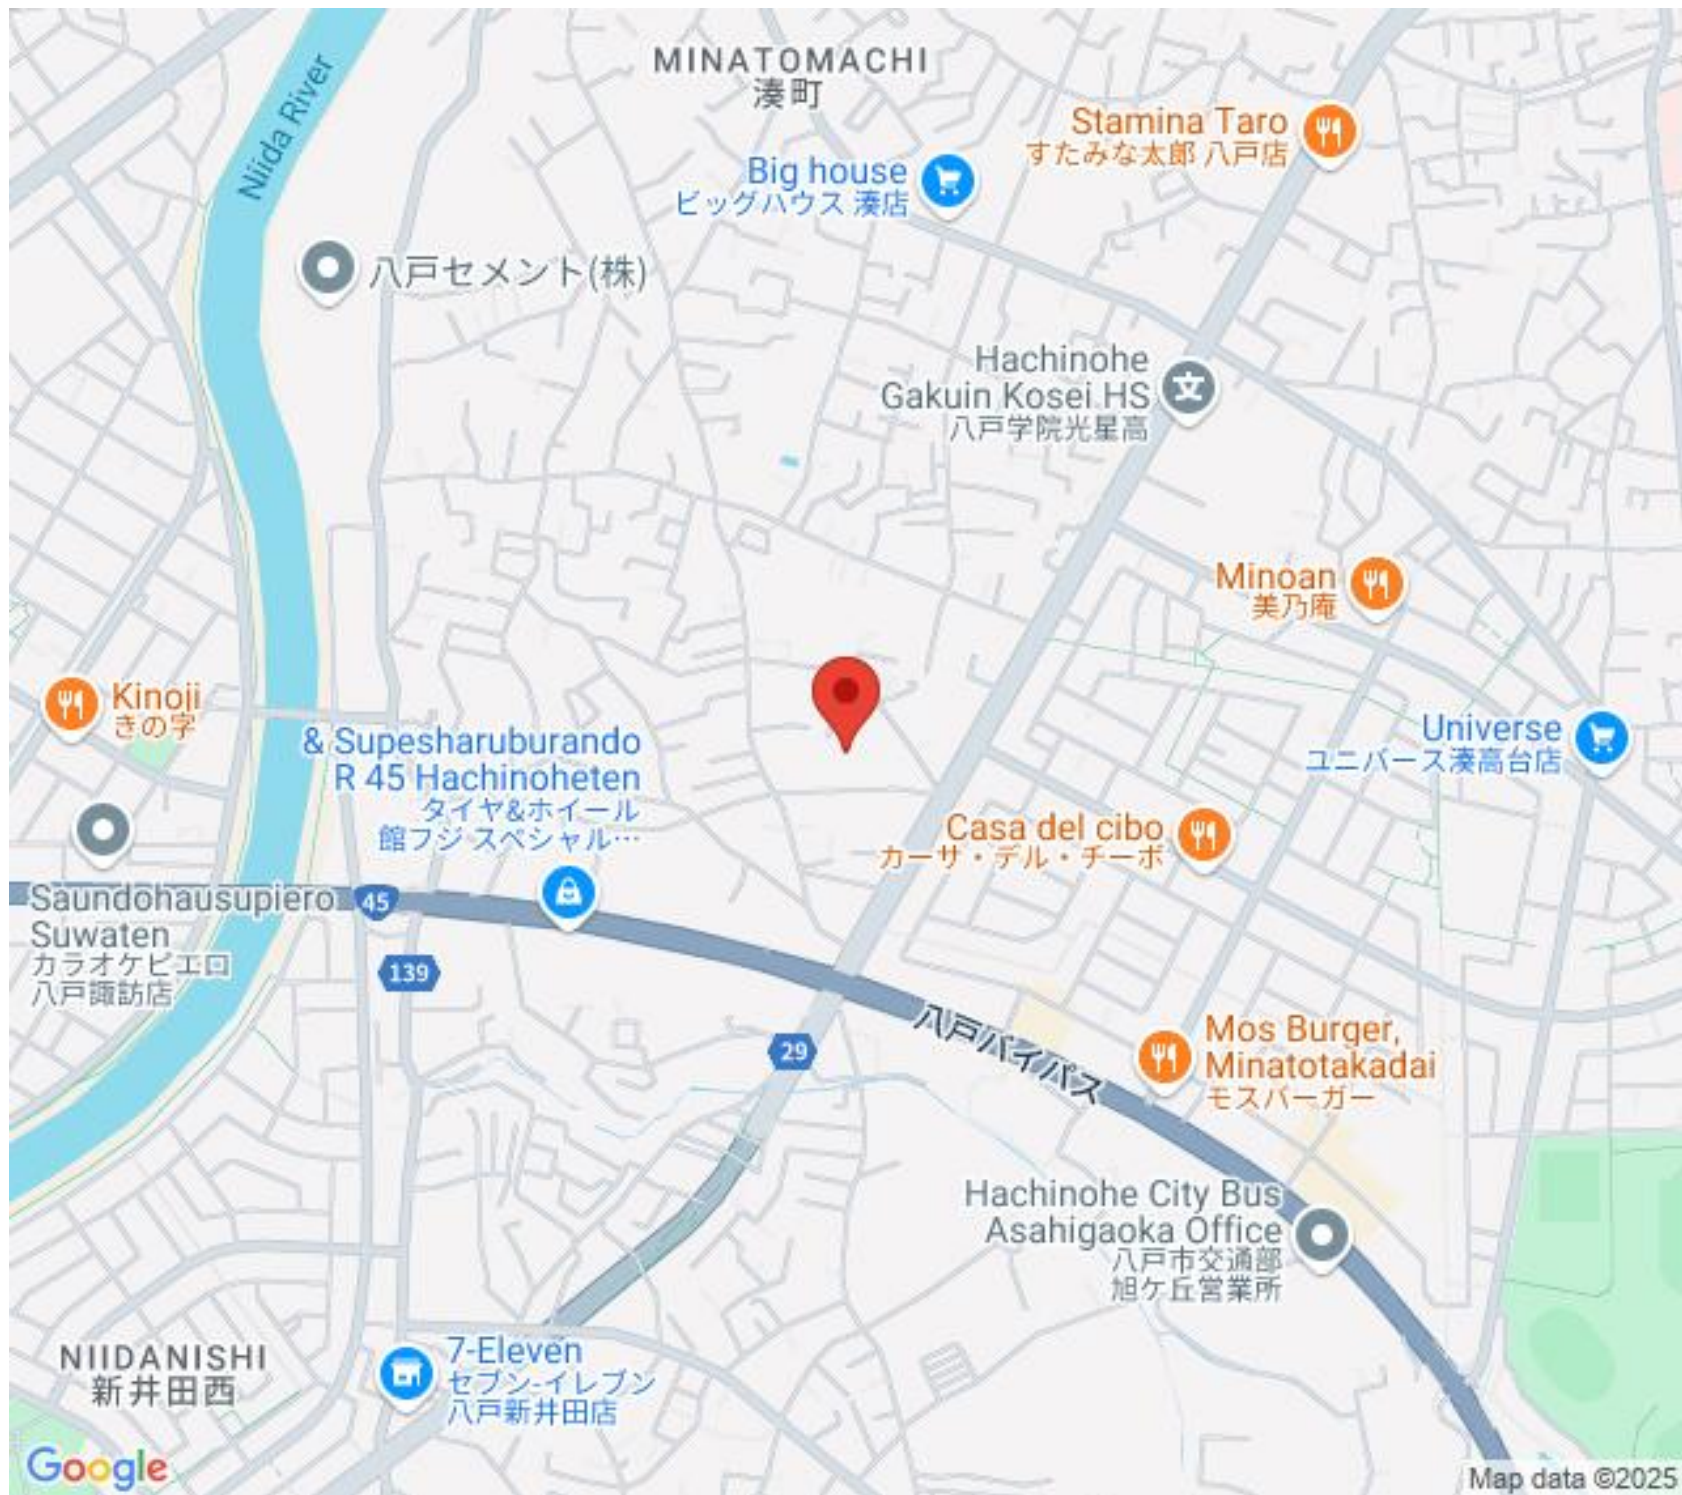 MINATOMACHI
湊町
Niida River
Stamina Taro
すたみな太郎 八戸店
Big house
ビッグハウス 湊店
八戸セメント(株)
Hachinohe
Gakuin Kosei HS
八戸学院光星高
文
Minoan
美乃庵
Kinoji
きの字
& Supesharuburando
R 45 Hachinoheten
タイヤ&ホイール
館フジ スペシャル…
Universe
ユニバース湊高台店
Casa del cibo
カーサ・デル・チーボ
Saundohausupiero
Suwaten
カラオケピエロ
八戸諏訪店
45
139
八戸バイパス
29
Mos Burger,
Minatotakadai
モスバーガー
Hachinohe City Bus
Asahigaoka Office
八戸市交通部
旭ケ丘営業所
NIIDANISHI
新井田西
7-Eleven
セブン-イレブン
八戸新井田店
Google
Map data ©2025